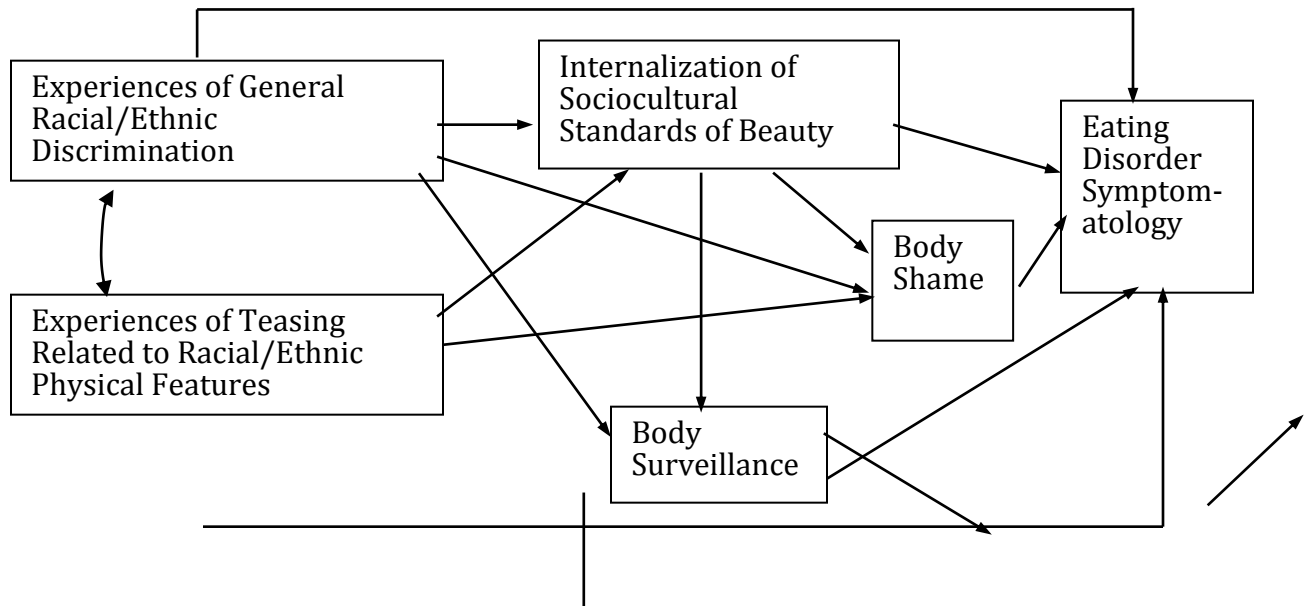 Experiences of General
Racial/Ethnic
Discrimination
Internalization of
Sociocultural
Standards of Beauty
Eating
Disorder
Symptom-
atology
Body
Shame
Experiences of Teasing
Related to Racial/Ethnic
Physical Features
Body
Surveillance